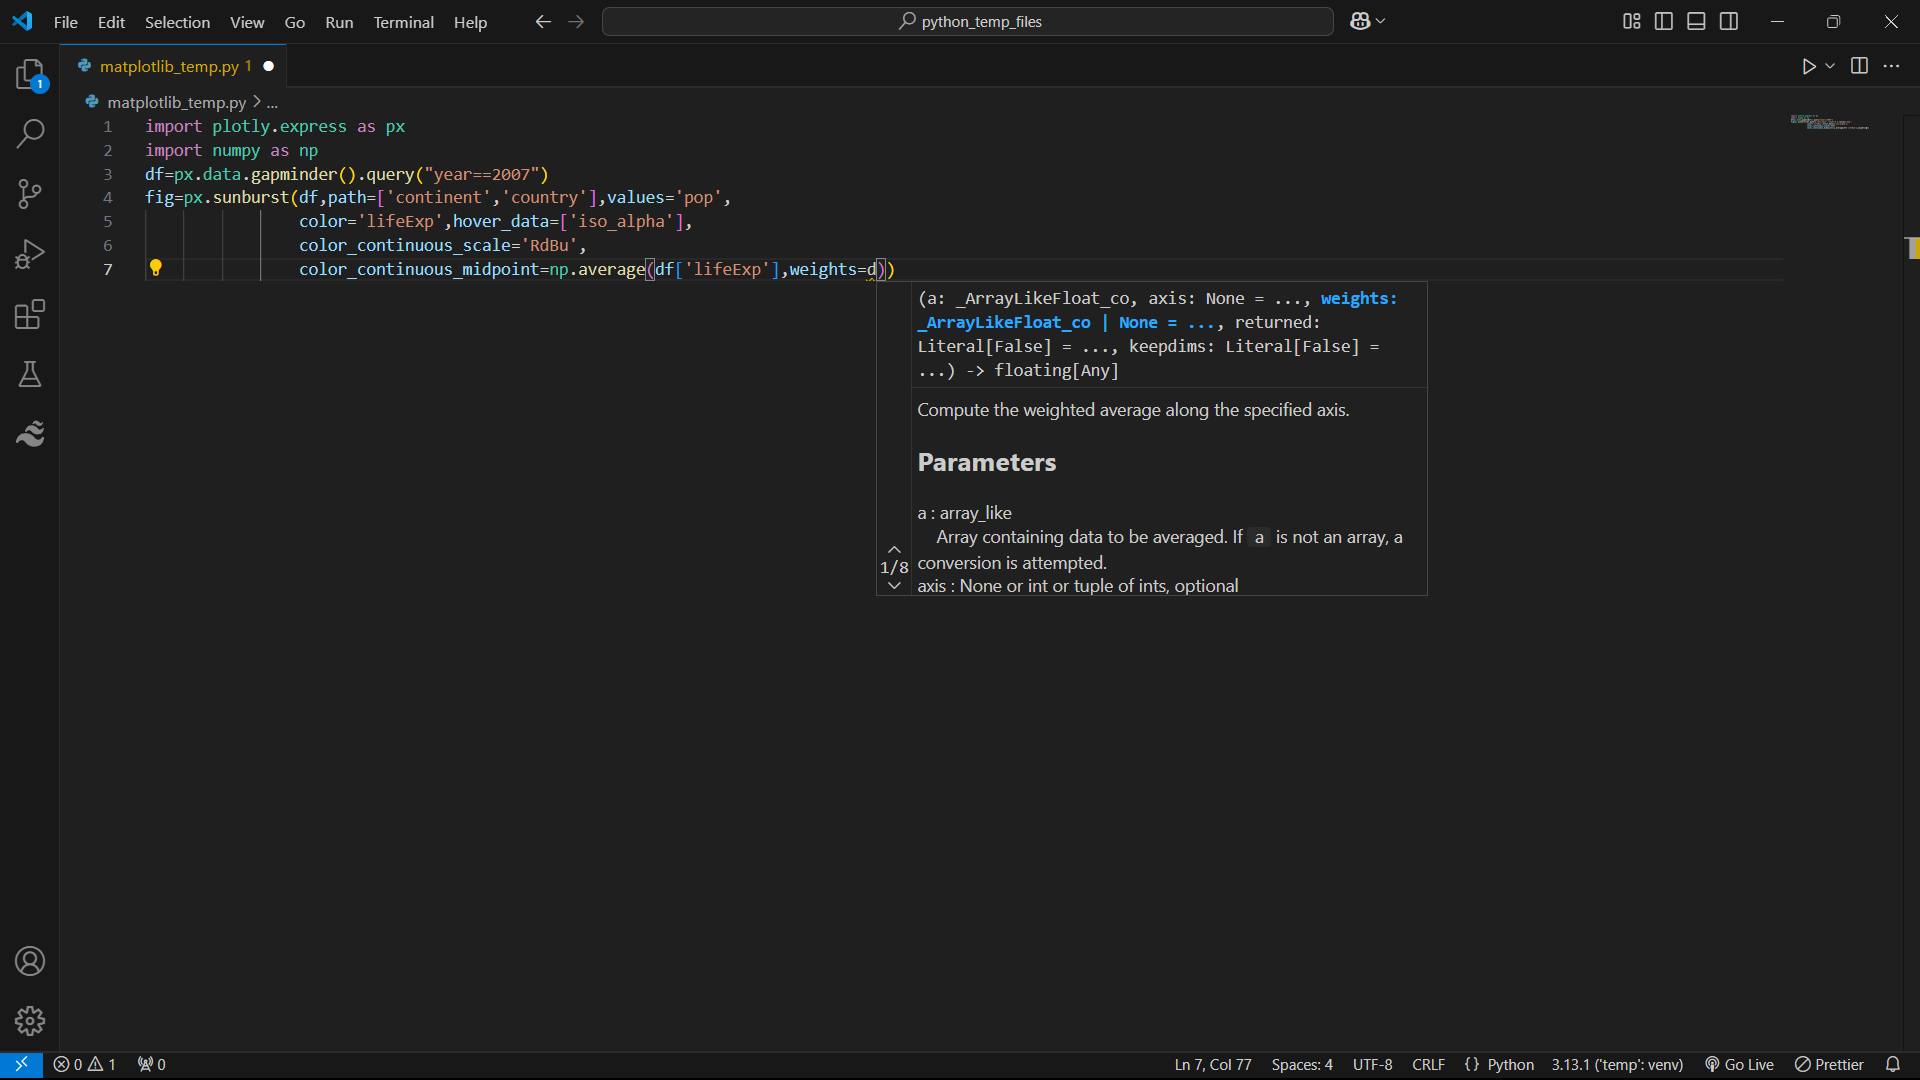 File Edit Selection View Go Run Terminal Help
python_temp_files
matplotlib_temp.py 1
matplotlib_temp.py > ...
1 import plotly.express as px
2 import numpy as np
3 df=px.data.gapminder().query("year==2007")
4 fig=px.sunburst(df,path=['continent','country'],values='pop',
5 color='lifeExp',hover_data=['iso_alpha'],
6 color_continuous_scale='RdBu',
7 color_continuous_midpoint=np.average(df['lifeExp'],weights=d))
(a: _ArrayLikeFloat_co, axis: None = ..., weights:
_ArrayLikeFloat_co | None = ..., returned:
Literal[False] = ..., keepdims: Literal[False] =
...) -> floating[Any]
Compute the weighted average along the specified axis.
Parameters
a : array_like
Array containing data to be averaged. If a is not an array, a
1/8 conversion is attempted.
axis : None or int or tuple of ints, optional
1
0 1 0 Ln 7, Col 77 Spaces: 4 UTF-8 CRLF {} Python 3.13.1 ('temp': venv) Go Live Prettier